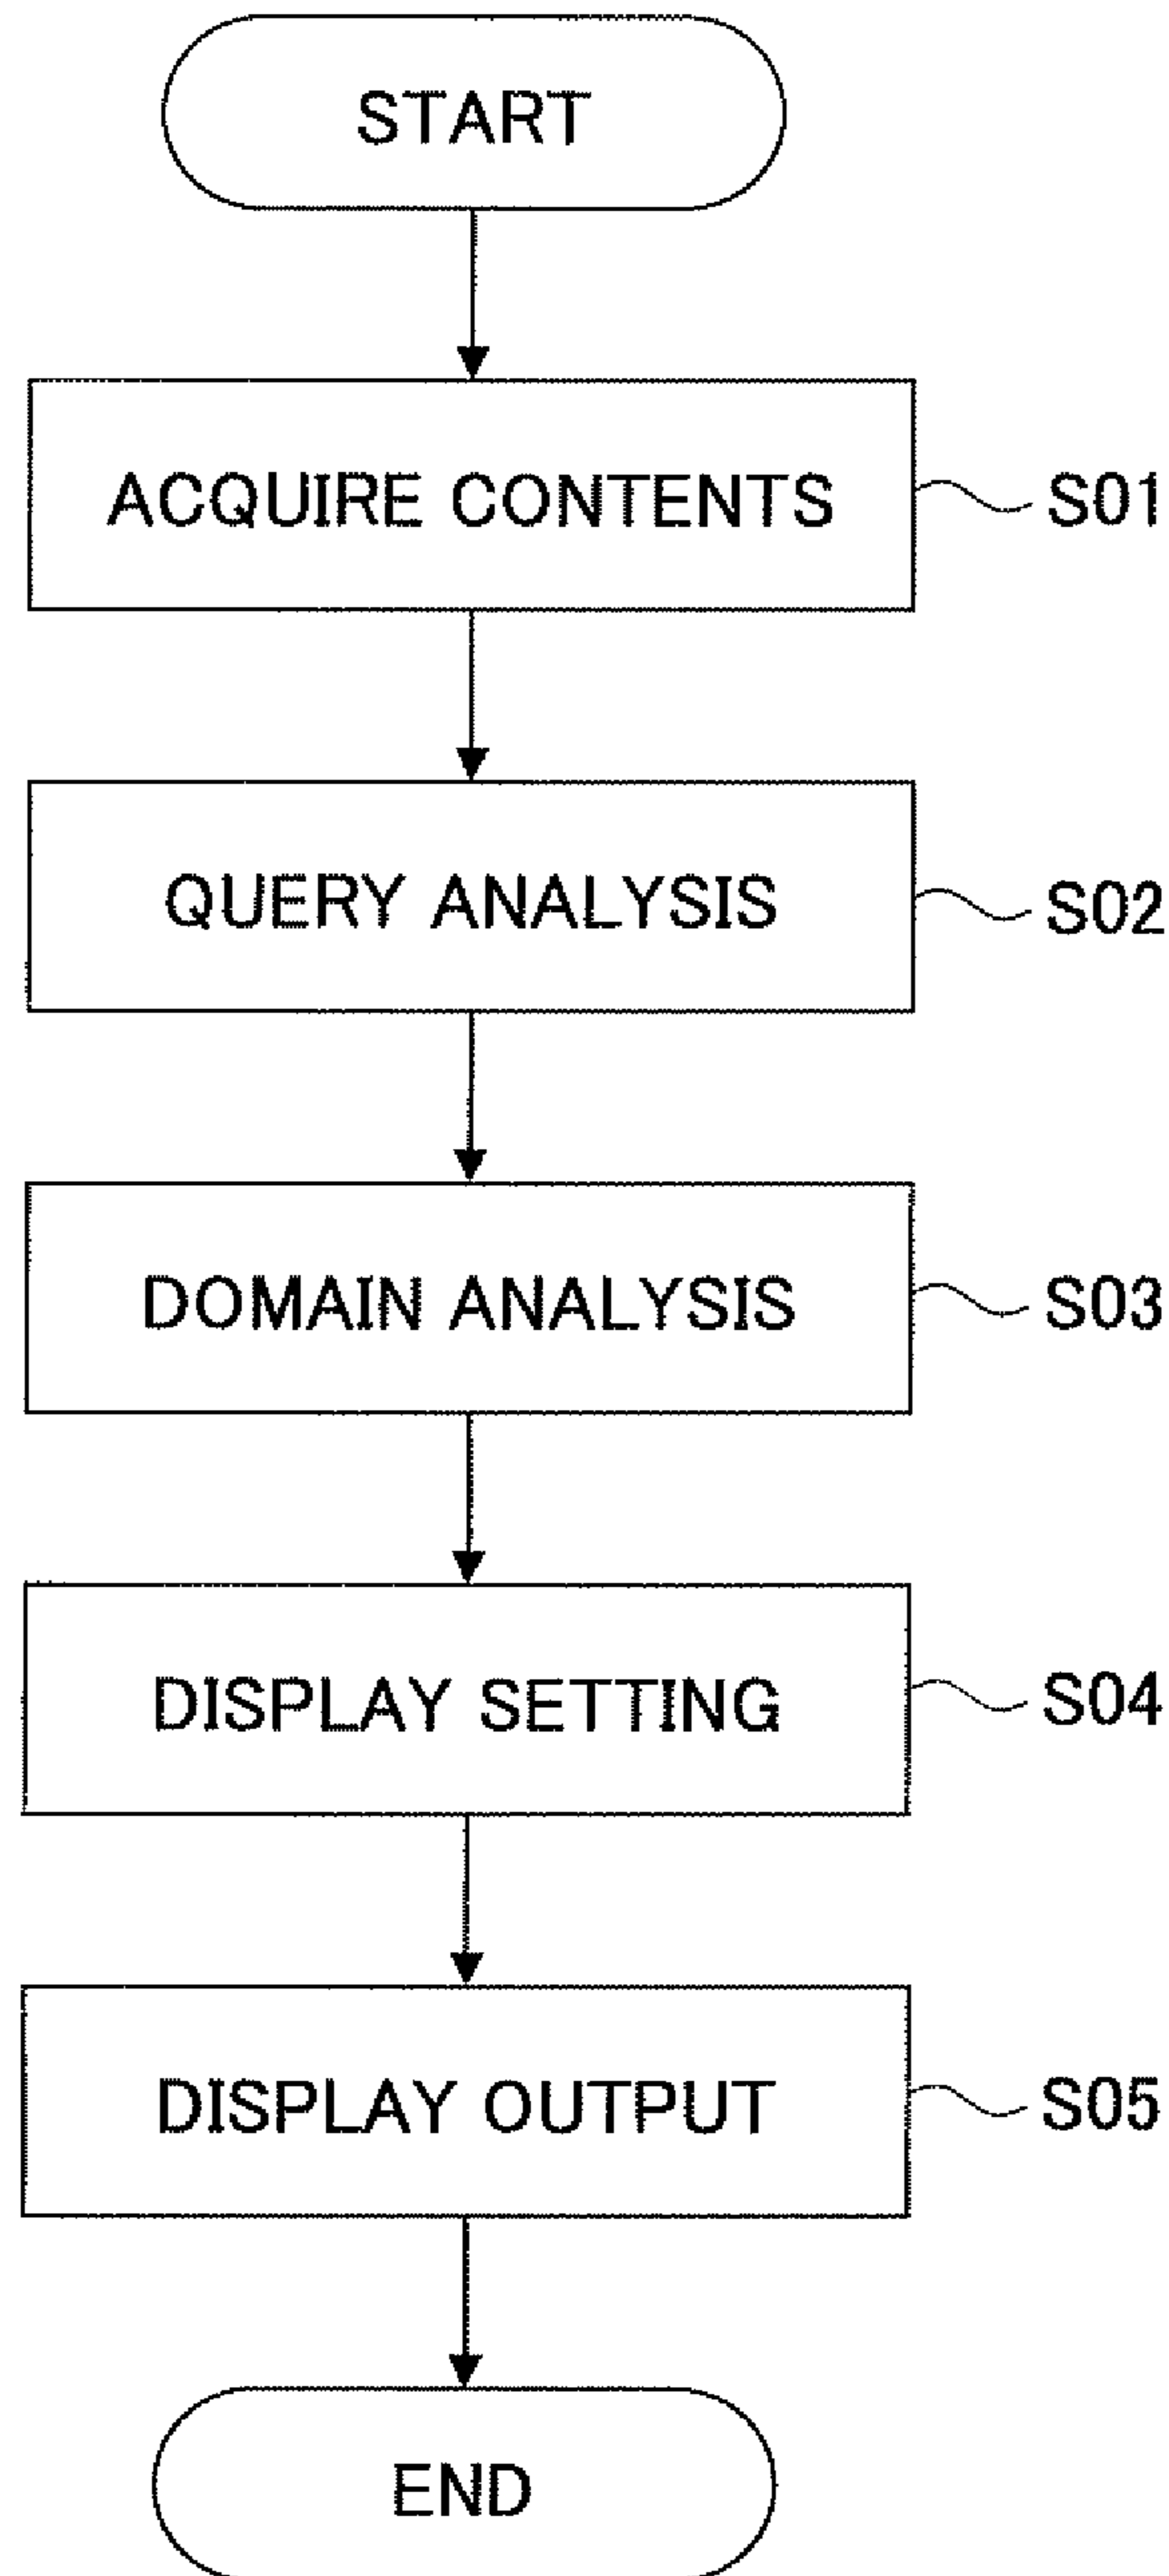 START
ACQUIRE CONTENTS S01
QUERY ANALYSIS S02
DOMAIN ANALYSIS S03
DISPLAY SETTING S04
DISPLAY OUTPUT S05
END